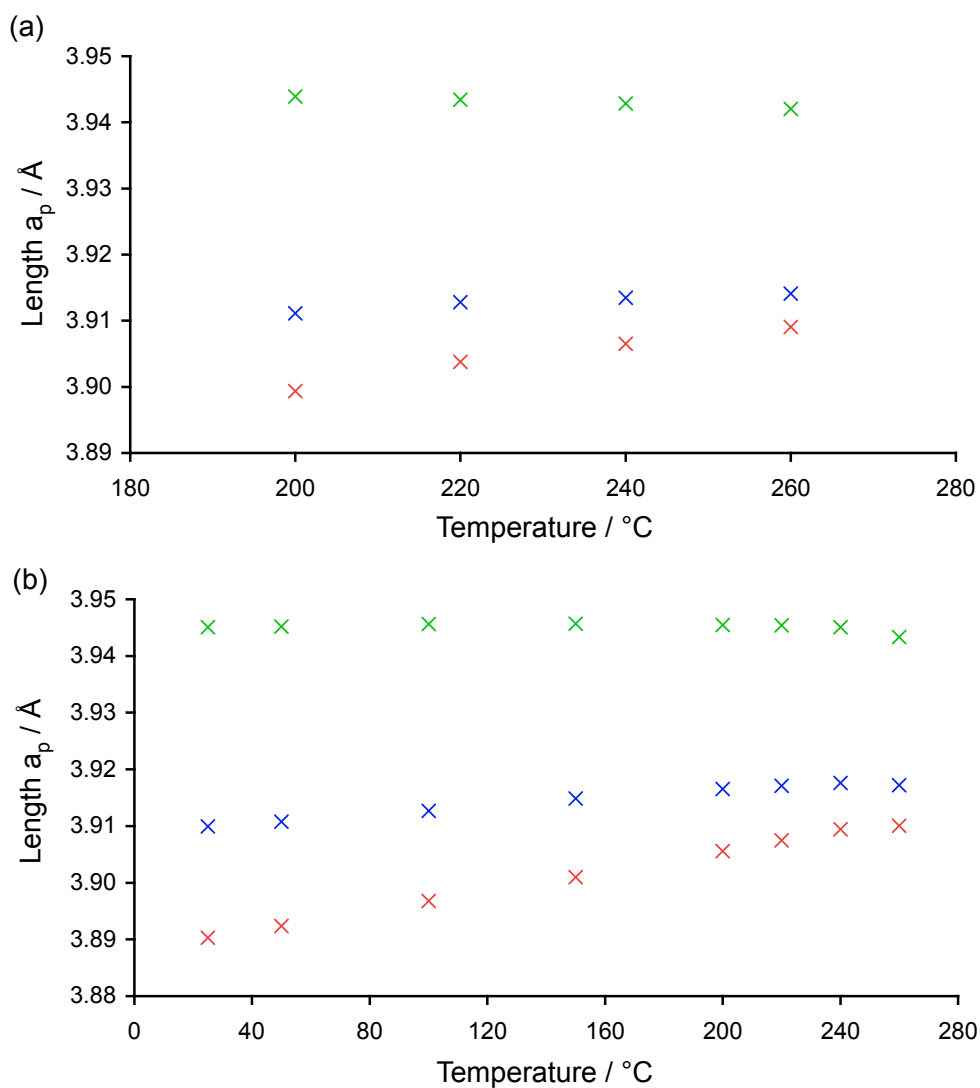 (a)
3.95
3.94
3.93
3.92
3.91
3.90
3.89
Length a_p / Å
180 200 220 240 260 280
Temperature / °C
(b)
3.95
3.94
3.93
3.92
3.91
3.90
3.89
3.88
Length a_p / Å
0 40 80 120 160 200 240 280
Temperature / °C